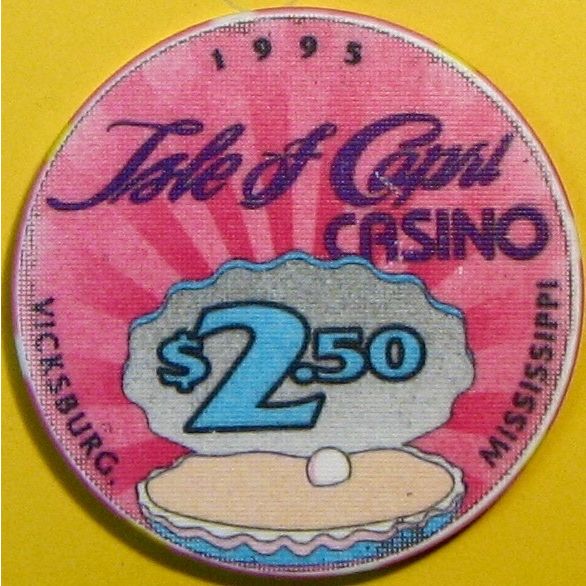 1995
Isle of Capri
CASINO
$2.50
VICKSBURG.
MISSISSIPPI